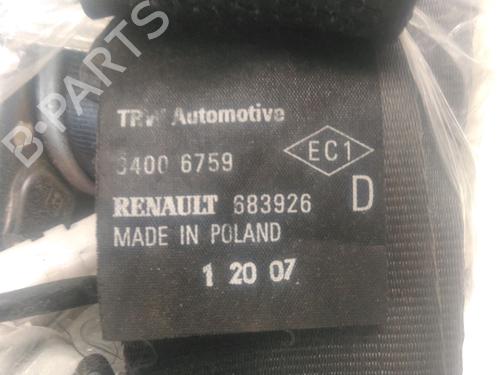 B-PARTS
TRW Automotive
3400 6759
EC1
RENAULT 683926 D
MADE IN POLAND
1 20 07